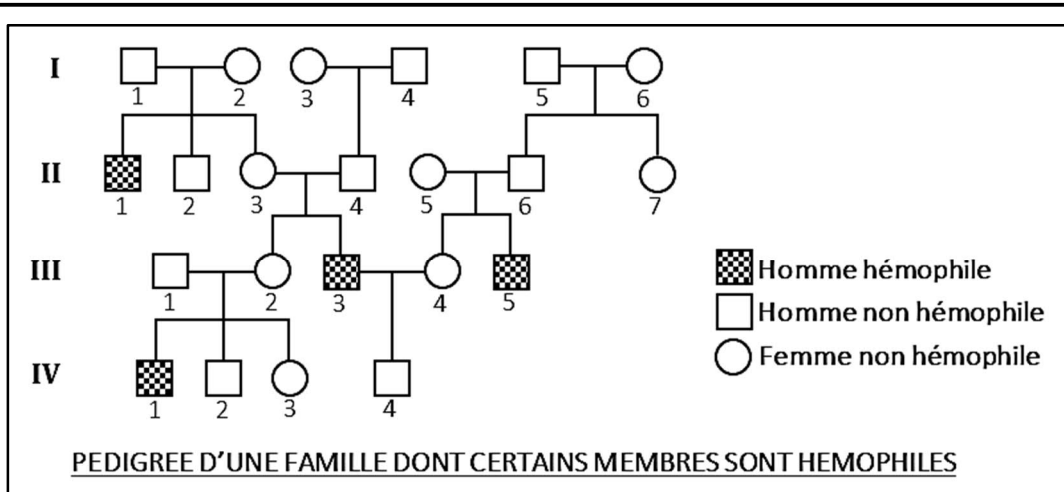 I
1 2 3 4 5 6
II
1 2 3 4 5 6 7
III
1 2 3 4 5
Homme hémophile
Homme non hémophile
Femme non hémophile
IV
1 2 3 4
PEDIGREE D'UNE FAMILLE DONT CERTAINS MEMBRES SONT HEMOPHILES